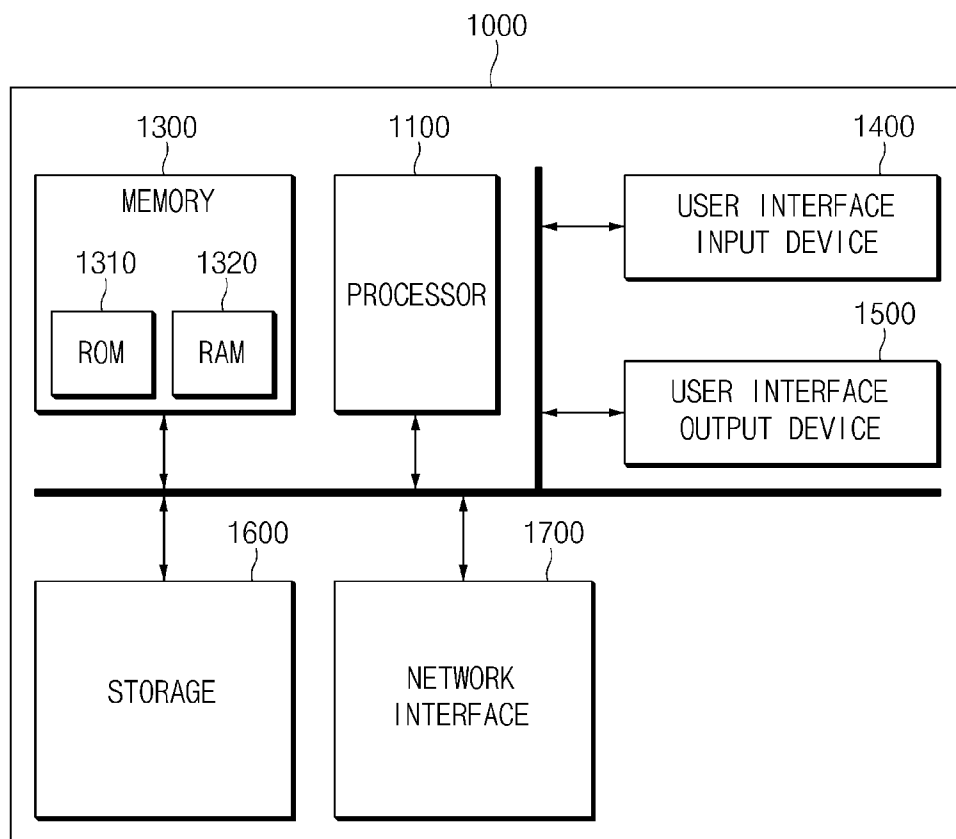 1000
1300
1100
1400
MEMORY
1310
1320
ROM
RAM
PROCESSOR
USER INTERFACE
INPUT DEVICE
1500
USER INTERFACE
OUTPUT DEVICE
1600
1700
STORAGE
NETWORK
INTERFACE